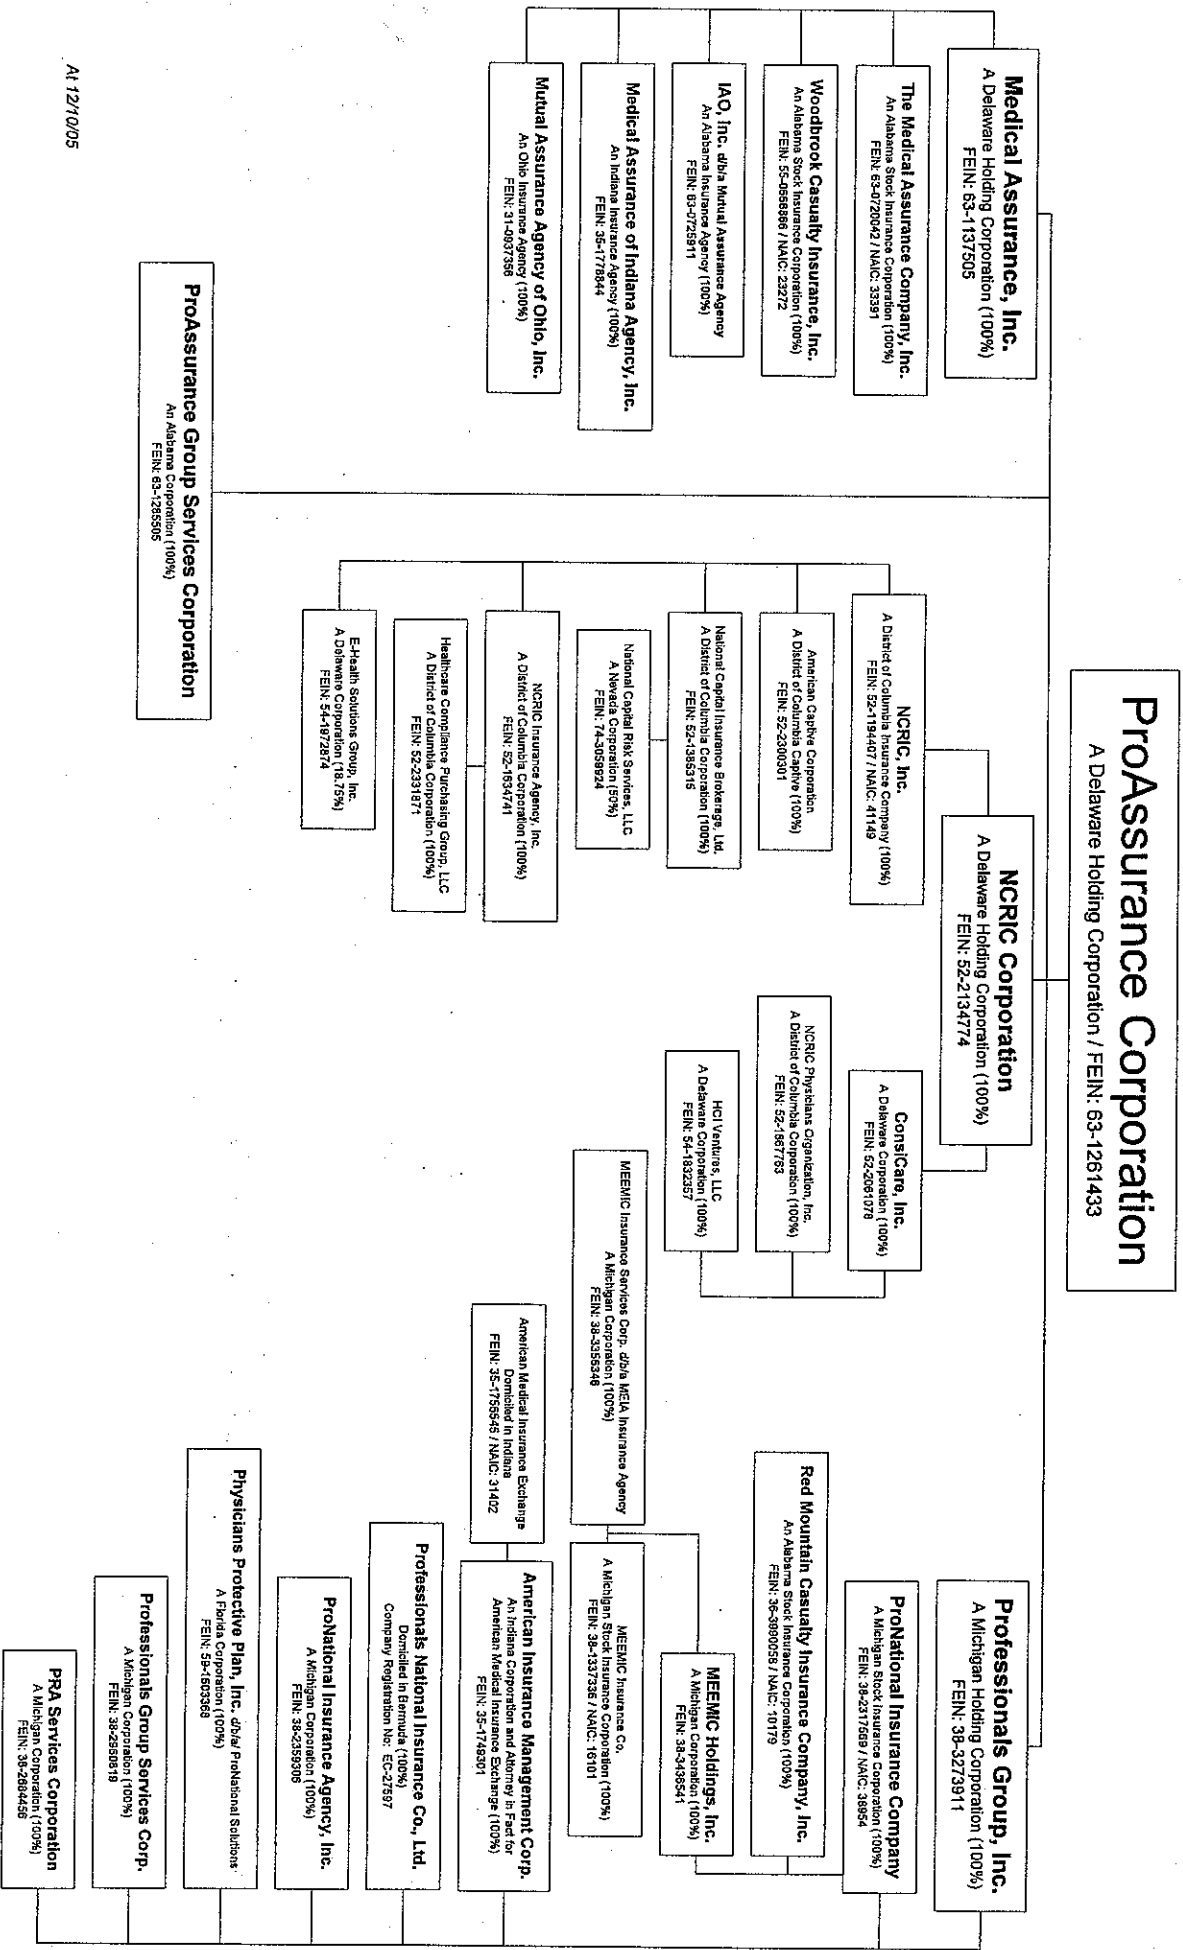 ProAssurance Corporation
A Delaware Holding Corporation / FEIN: 63-1261433
Medical Assurance, Inc.
A Delaware Holding Corporation (100%)
FEIN: 63-1137505
The Medical Assurance Company, Inc.
An Alabama Stock Insurance Corporation (100%)
FEIN: 63-0720042 / NAIC: 33391
Woodbrook Casualty Insurance, Inc.
An Alabama Stock Insurance Corporation (100%)
FEIN: 55-0656866 / NAIC: 23272
IAO, Inc. d/b/a Mutual Assurance Agency
An Alabama Insurance Agency (100%)
FEIN: 63-0725911
Medical Assurance of Indiana Agency, Inc.
An Indiana Insurance Agency (100%)
FEIN: 35-1778844
Mutual Assurance Agency of Ohio, Inc.
An Ohio Insurance Agency (100%)
FEIN: 31-0937356
ProAssurance Group Services Corporation
An Alabama Corporation (100%)
FEIN: 63-1285505
NCRIC Corporation
A Delaware Holding Corporation (100%)
FEIN: 52-2134774
NCRIC, Inc.
A District of Columbia Insurance Company (100%)
FEIN: 52-1194407 / NAIC: 41149
American Captive Corporation
A District of Columbia Captive (100%)
FEIN: 52-2300301
National Capital Insurance Brokerage, Ltd.
A District of Columbia Corporation (100%)
FEIN: 52-1385315
National Capital Risk Services, LLC
A Nevada Corporation (50%)
FEIN: 74-3059924
NCRIC Insurance Agency, Inc.
A District of Columbia Corporation (100%)
FEIN: 52-1634741
Healthcare Compliance Purchasing Group, LLC
A District of Columbia Corporation (100%)
FEIN: 52-2331871
E-Health Solutions Group, Inc.
A Delaware Corporation (18.75%)
FEIN: 54-1972874
ConsiCare, Inc.
A Delaware Corporation (100%)
FEIN: 52-2061078
NCRIC Physicians Organization, Inc.
A District of Columbia Corporation (100%)
FEIN: 52-1867763
HCI Ventures, LLC
A Delaware Corporation (100%)
FEIN: 54-1832357
Professionals Group, Inc.
A Michigan Holding Corporation (100%)
FEIN: 38-3273911
ProNational Insurance Company
A Michigan Stock Insurance Corporation (100%)
FEIN: 38-2317569 / NAIC: 38954
Red Mountain Casualty Insurance Company, Inc.
An Alabama Stock Insurance Corporation (100%)
FEIN: 36-3990058 / NAIC: 10179
MEEMIC Holdings, Inc.
A Michigan Corporation (100%)
FEIN: 38-3436541
MEEMIC Insurance Services Corp. d/b/a MEIA Insurance Agency
A Michigan Corporation (100%)
FEIN: 38-3356346
MEEMIC Insurance Co.
A Michigan Stock Insurance Corporation (100%)
FEIN: 38-1337336 / NAIC: 16101
American Medical Insurance Exchange
Domiciled in Indiana
FEIN: 35-1756545 / NAIC: 31402
American Insurance Management Corp.
An Indiana Corporation and Attorney in Fact for
American Medical Insurance Exchange (100%)
FEIN: 35-1749301
Professionals National Insurance Co., Ltd.
Domiciled in Bermuda (100%)
Company Registration No: EC-27597
ProNational Insurance Agency, Inc.
A Michigan Corporation (100%)
FEIN: 38-2359306
Physicians Protective Plan, Inc. d/b/a/ ProNational Solutions
A Florida Corporation (100%)
FEIN: 59-1603368
Professionals Group Services Corp.
A Michigan Corporation (100%)
FEIN: 38-2950819
PRA Services Corporation
A Michigan Corporation (100%)
FEIN: 38-2684456
At 12/10/05